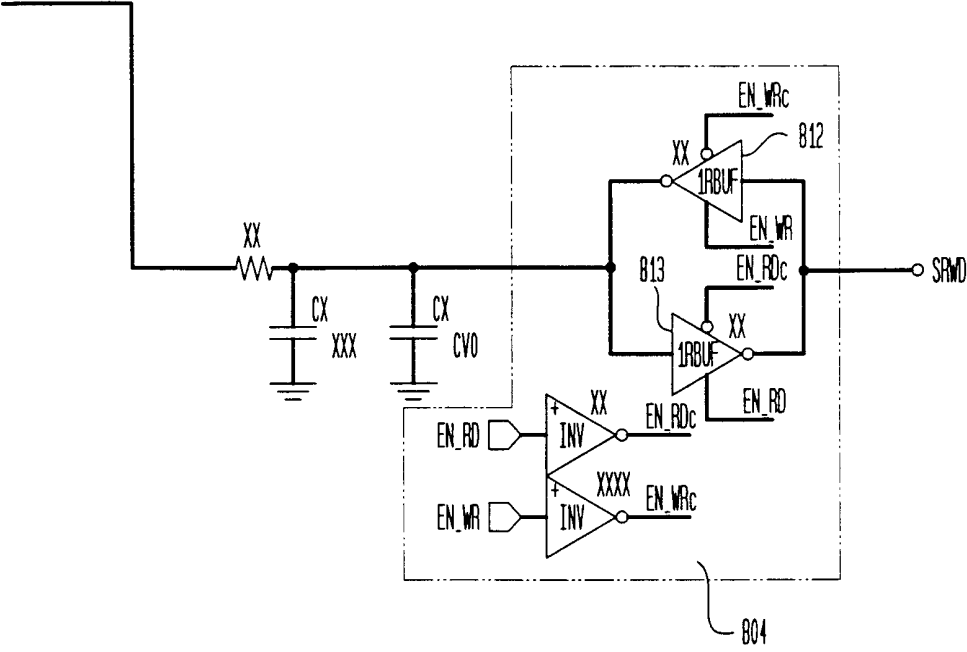 EN_WRc
812
XX
1RBUF
EN_WR
XX
813
EN_RDc
SRWD
CX
XXX
CX
CVO
XX
1RBUF
EN_RD
XX
EN_RDc
EN_RD
INV
XXXX
EN_WRc
EN_WR
INV
804